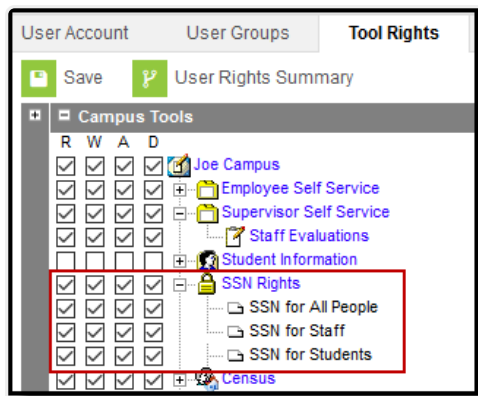 User Account User Groups Tool Rights
Save User Rights Summary
Campus Tools
R W A D
Joe Campus
Employee Self Service
Supervisor Self Service
Staff Evaluations
Student Information
SSN Rights
SSN for All People
SSN for Staff
SSN for Students
Census